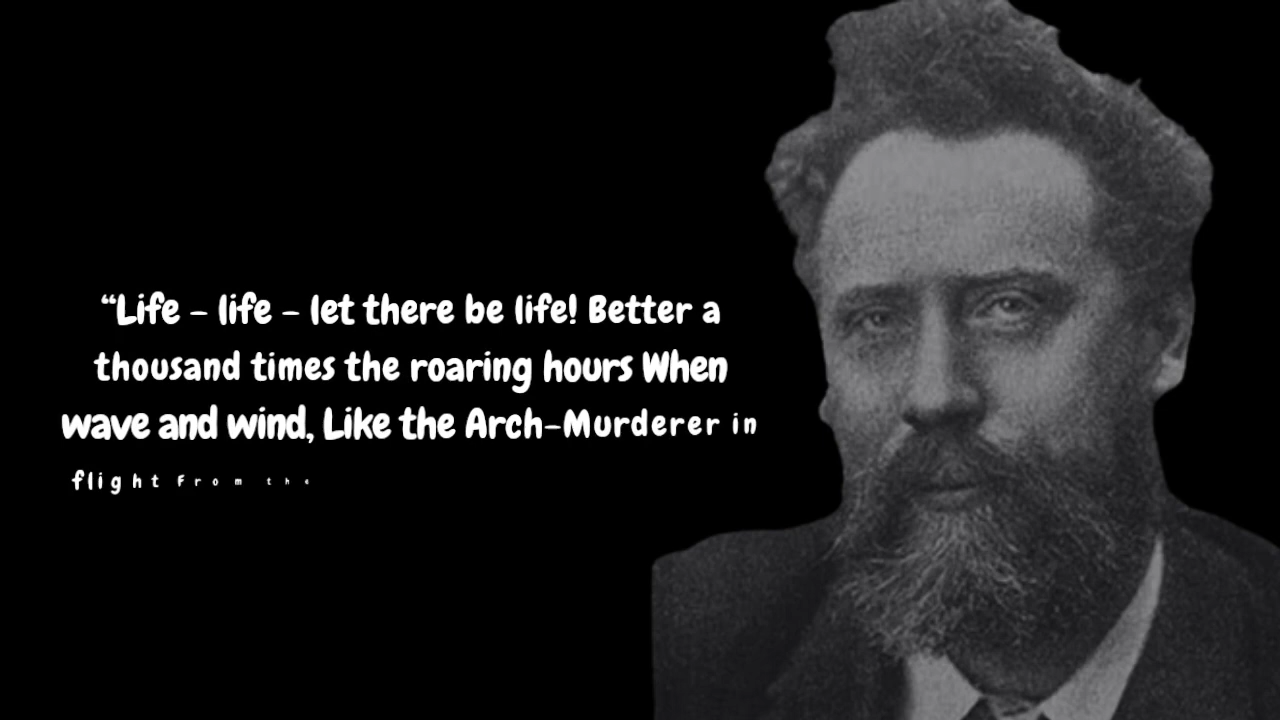 “Life – life – let there be life! Better a
thousand times the roaring hours When
wave and wind, Like the Arch-Murderer in
flight From the